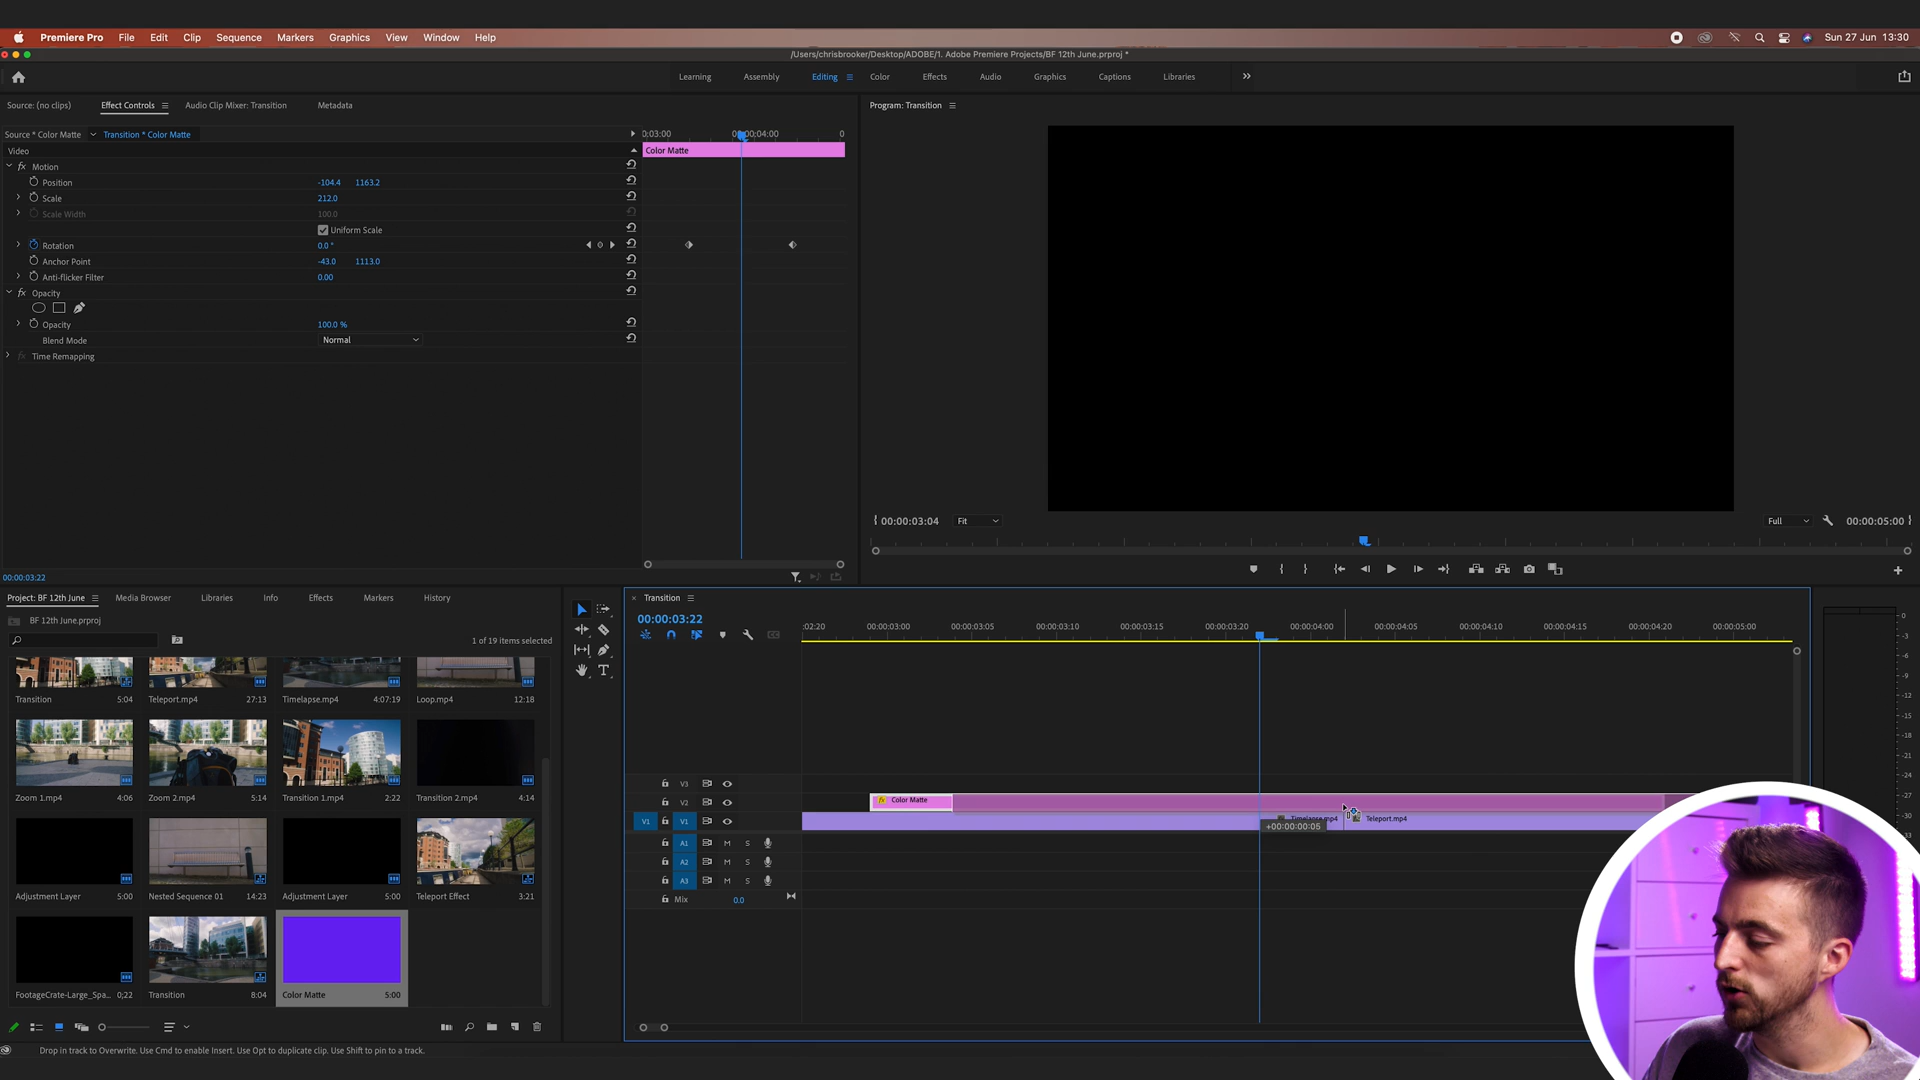 Premiere Pro File Edit Clip Sequence Markers Graphics View Window Help Sun 27 Jun 13:30
/Users/chrisbrooker/Desktop/ADOBE/1. Adobe Premiere Projects/BF 12th June.prproj *
Learning Assembly Editing Color Effects Audio Graphics Captions Libraries
Source: (no clips) Effect Controls Audio Clip Mixer: Transition Metadata
Program: Transition
Source * Color Matte Transition * Color Matte
0:03:00 00:00:04:00 0
Video
Color Matte
fx Motion
Position -104.4 1163.2
Scale 212.0
Scale Width 100.0
Uniform Scale
Rotation 0.0 °
Anchor Point -43.0 1113.0
Anti-flicker Filter 0.00
fx Opacity
Opacity 100.0 %
Blend Mode Normal
fx Time Remapping
00:00:03:04 Fit Full 00:00:05:00
00:00:03:22
Project: BF 12th June Media Browser Libraries Info Effects Markers History
BF 12th June.prproj
1 of 19 items selected
Transition 5:04 Teleport.mp4 27:13 Timelapse.mp4 4:07:19 Loop.mp4 12:18
Zoom 1.mp4 4:06 Zoom 2.mp4 5:14 Transition 1.mp4 2:22 Transition 2.mp4 4:14
Adjustment Layer 5:00 Nested Sequence 01 14:23 Adjustment Layer 5:00 Teleport Effect 3:21
FootageCrate-Large_Spa... 0;22 Transition 8:04 Color Matte 5:00
T
Transition
00:00:03:22
:02:20 00:00:03:00 00:00:03:05 00:00:03:10 00:00:03:15 00:00:03:20 00:00:04:00 00:00:04:05 00:00:04:10 00:00:04:15 00:00:04:20 00:00:05:00
V3
V2 Color Matte
V1 V1 Timelapse.mp4 Teleport.mp4
+00:00:00:05
A1 M S
A2 M S
A3 M S
Mix 0.0
0
-3
-6
-9
-12
-15
-18
-21
-24
-27
-30
-33
Drop in track to Overwrite. Use Cmd to enable Insert. Use Opt to duplicate clip. Use Shift to pin to a track.